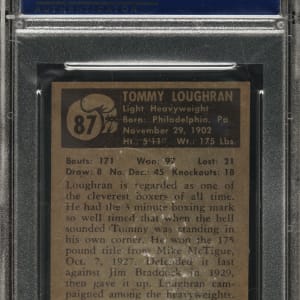 AUTHENTICATOR
87
TOMMY LOUGHRAN
Light Heavyweight
Born: Philadelphia, Pa.
November 29, 1902
Ht.: Wt.: 175 Lbs.
Bouts: 171 Won: 97 Lost: 21
Draw: 8 No. Dec: 45 Knockouts: 18
Loughran is regarded as one of
the cleverest boxers of all time.
He had the 3 minute boxing mark
so well timed that when the bell
sounded Tommy was standing in
his own corner. He won the 175
pound title from Mike McTigue,
Oct. 7, 1927. Defended it last
against Jim Braddock in 1929,
then gave it up. Loughran cam-
paigned among the heavyweights